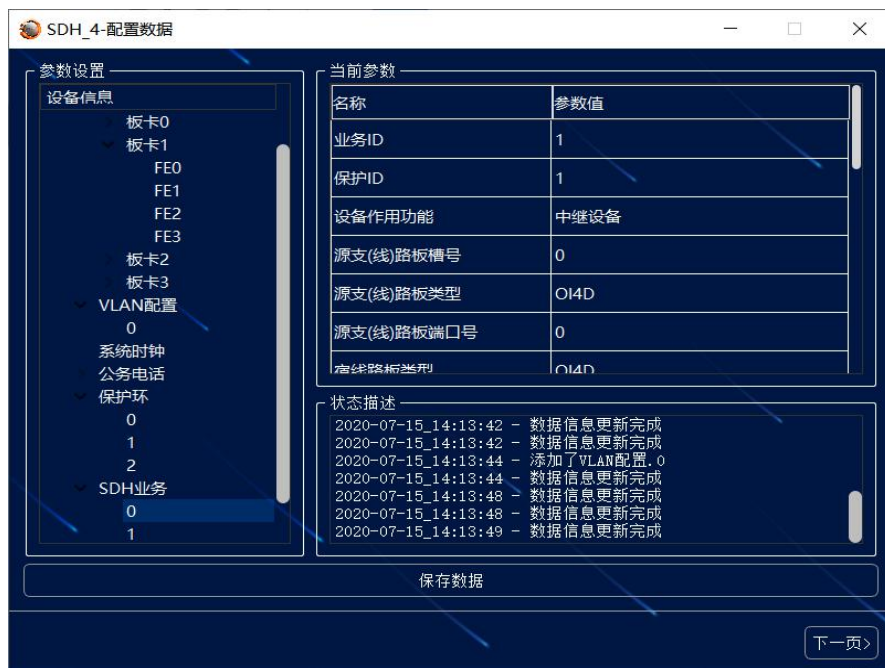 SDH_4-配置数据
参数设置
设备信息
板卡0
板卡1
FE0
FE1
FE2
FE3
板卡2
板卡3
VLAN配置
0
系统时钟
公务电话
保护环
0
1
2
SDH业务
0
1
当前参数
名称 参数值
业务ID 1
保护ID 1
设备作用功能 中继设备
源支(线)路板槽号 0
源支(线)路板类型 OI4D
源支(线)路板端口号 0
宿线路板类型 OI4D
状态描述
2020-07-15_14:13:42 - 数据信息更新完成
2020-07-15_14:13:42 - 数据信息更新完成
2020-07-15_14:13:44 - 添加了VLAN配置.0
2020-07-15_14:13:44 - 数据信息更新完成
2020-07-15_14:13:48 - 数据信息更新完成
2020-07-15_14:13:48 - 数据信息更新完成
2020-07-15_14:13:49 - 数据信息更新完成
保存数据
下一页>